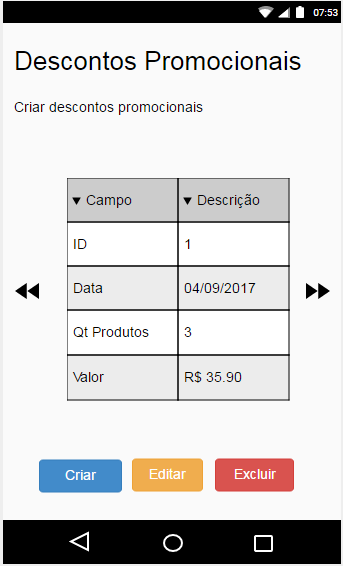 07:53
Descontos Promocionais
Criar descontos promocionais
Campo Descrição
ID 1
Data 04/09/2017
Qt Produtos 3
Valor R$ 35.90
Criar Editar Excluir